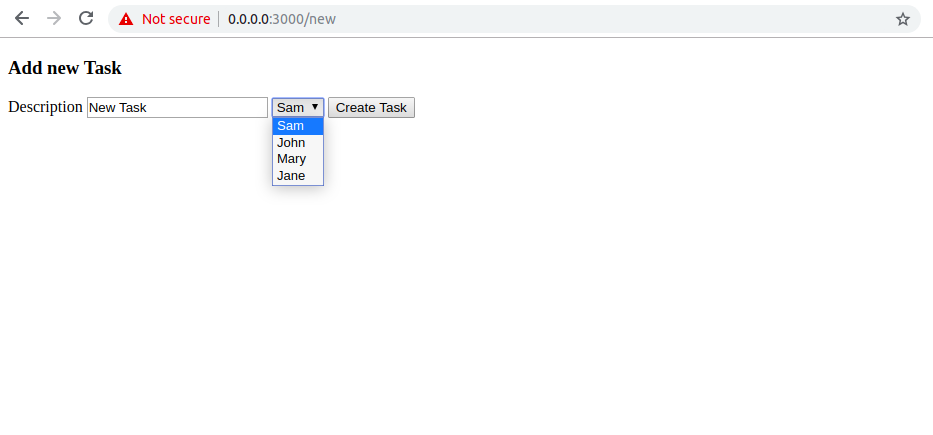 Not secure 0.0.0.0:3000/new
Add new Task
Description New Task Sam Create Task
Sam
John
Mary
Jane